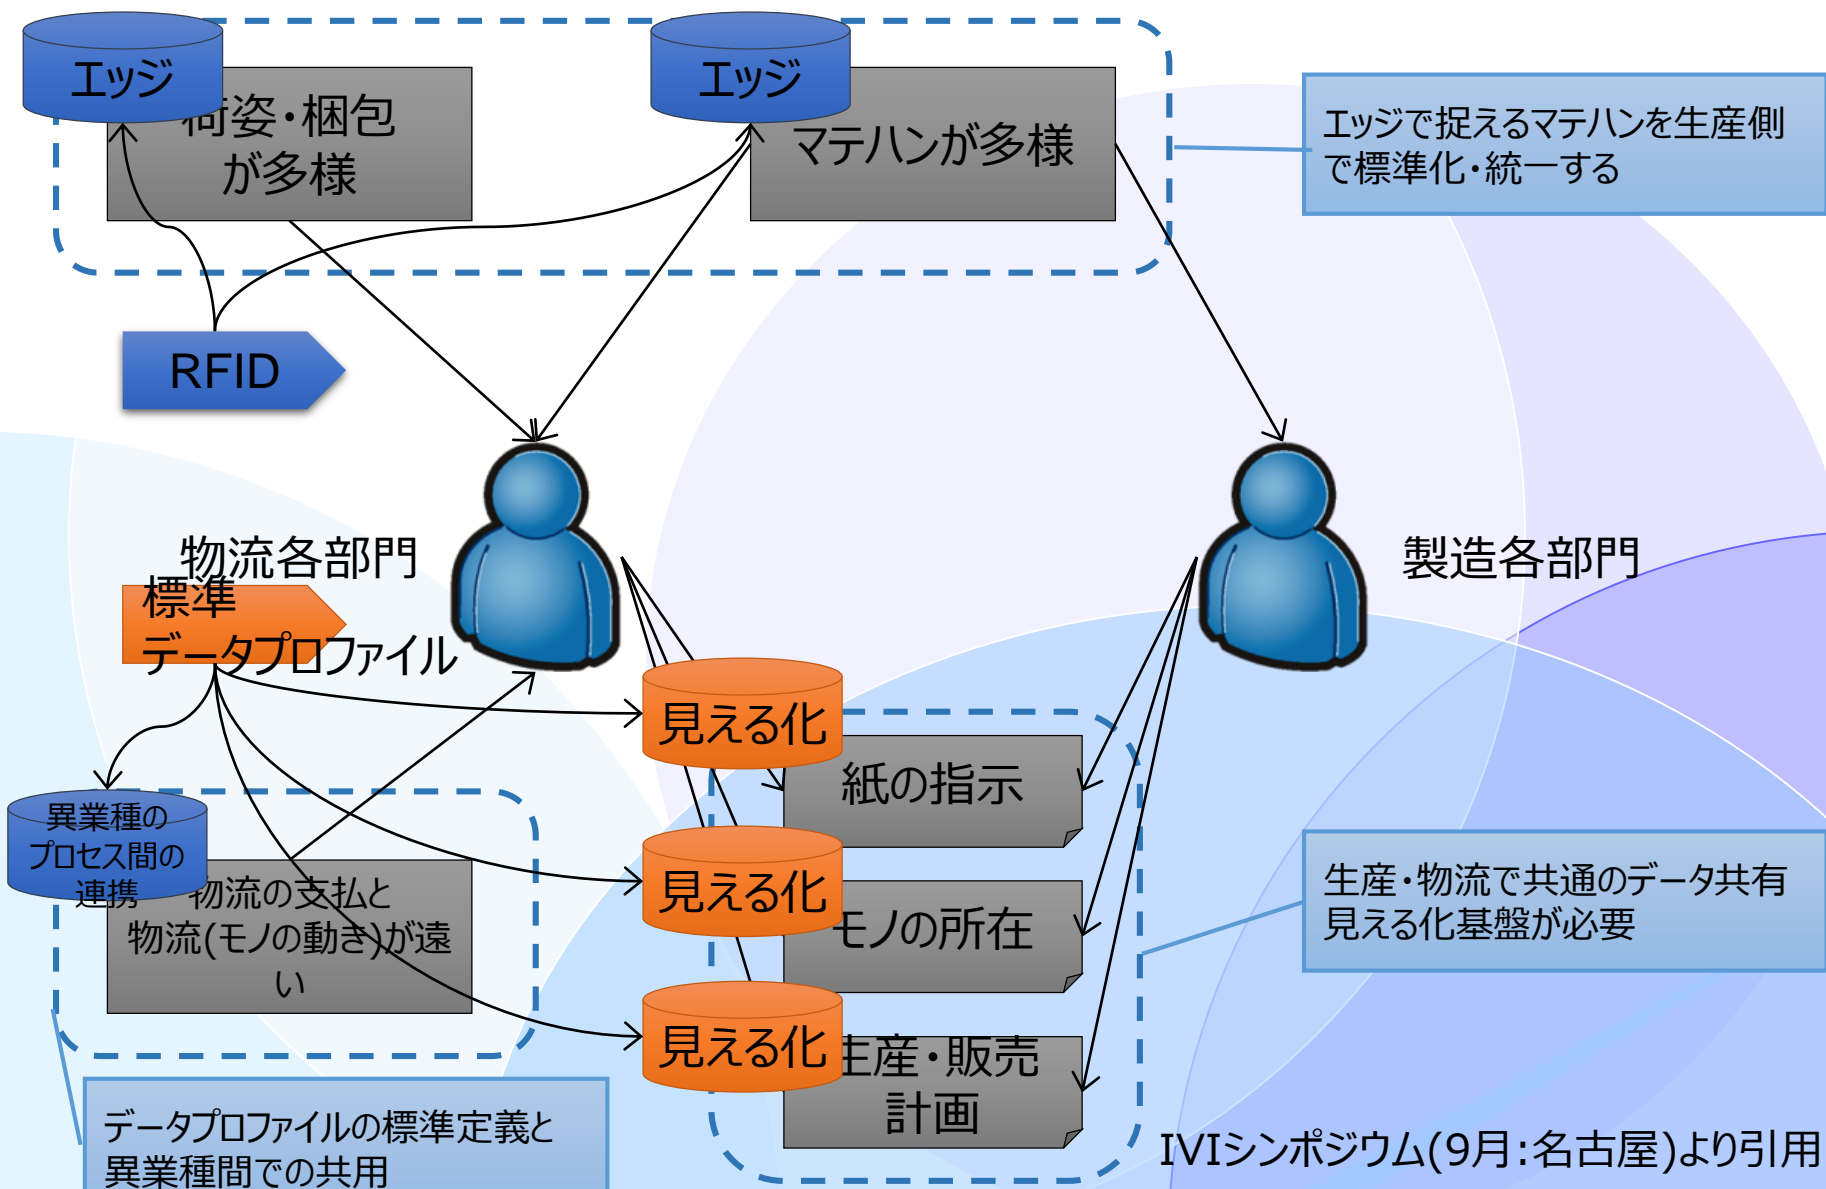 エッジ
荷姿・梱包
が多様
エッジ
マテハンが多様
エッジで捉えるマテハンを生産側
で標準化・統一する
RFID
物流各部門
製造各部門
標準
データプロファイル
見える化
紙の指示
異業種の
プロセス間の
連携
物流の支払と
物流(モノの動き)が遠
い
見える化
モノの所在
生産・物流で共通のデータ共有
見える化基盤が必要
見える化
生産・販売
計画
データプロファイルの標準定義と
異業種間での共用
IVIシンポジウム(9月:名古屋)より引用